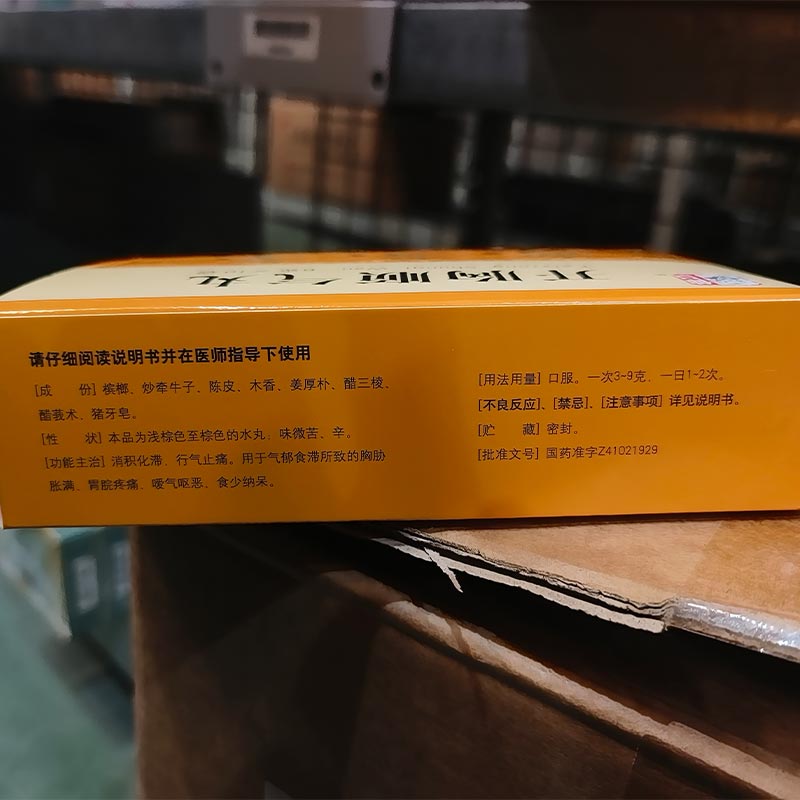 开胸顺气丸
请仔细阅读说明书并在医师指导下使用
[成　　份] 槟榔、炒牵牛子、陈皮、木香、姜厚朴、醋三棱、
醋莪术、猪牙皂。
[性　　状] 本品为浅棕色至棕色的水丸；味微苦、辛。
[功能主治] 消积化滞，行气止痛。用于气郁食滞所致的胸胁
胀满、胃脘疼痛、嗳气呕恶、食少纳呆。
[用法用量] 口服。一次3~9克，一日1~2次。
[不良反应]、[禁忌]、[注意事项] 详见说明书。
[贮　　藏] 密封。
[批准文号] 国药准字Z41021929